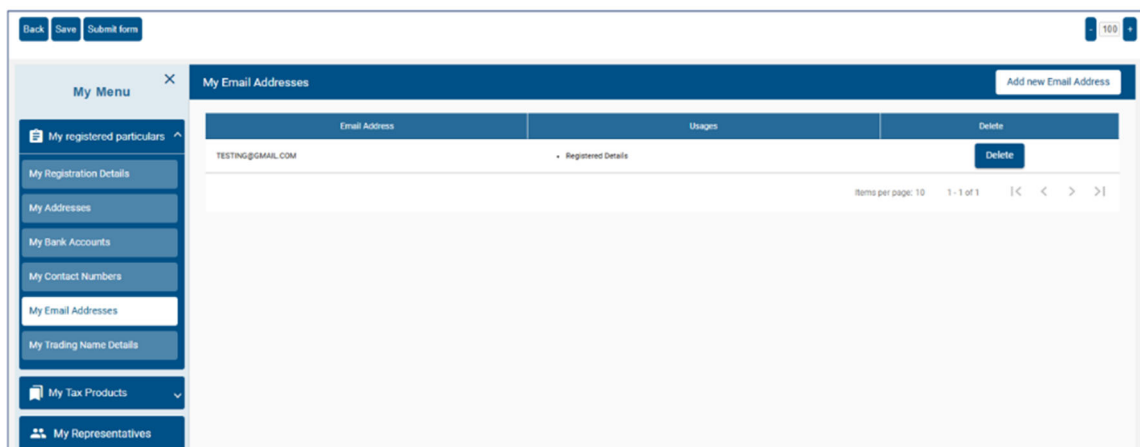 Back Save Submit form - 100 +
My Menu
My registered particulars
My Registration Details
My Addresses
My Bank Accounts
My Contact Numbers
My Email Addresses
My Trading Name Details
My Tax Products
My Representatives
My Email Addresses Add new Email Address
Email Address Usages Delete
TESTING@GMAIL.COM • Registered Details Delete
Items per page: 10 1 - 1 of 1